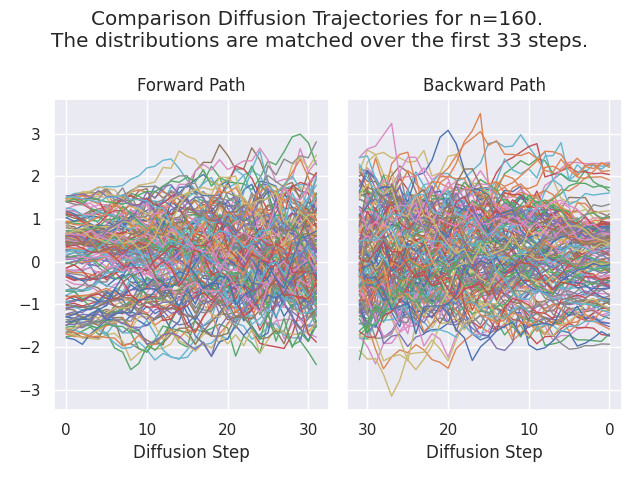 Comparison Diffusion Trajectories for n=160.
The distributions are matched over the first 33 steps.
Forward Path
Backward Path
3
2
1
0
−1
−2
−3
0
10
20
30
30
20
10
0
Diffusion Step
Diffusion Step